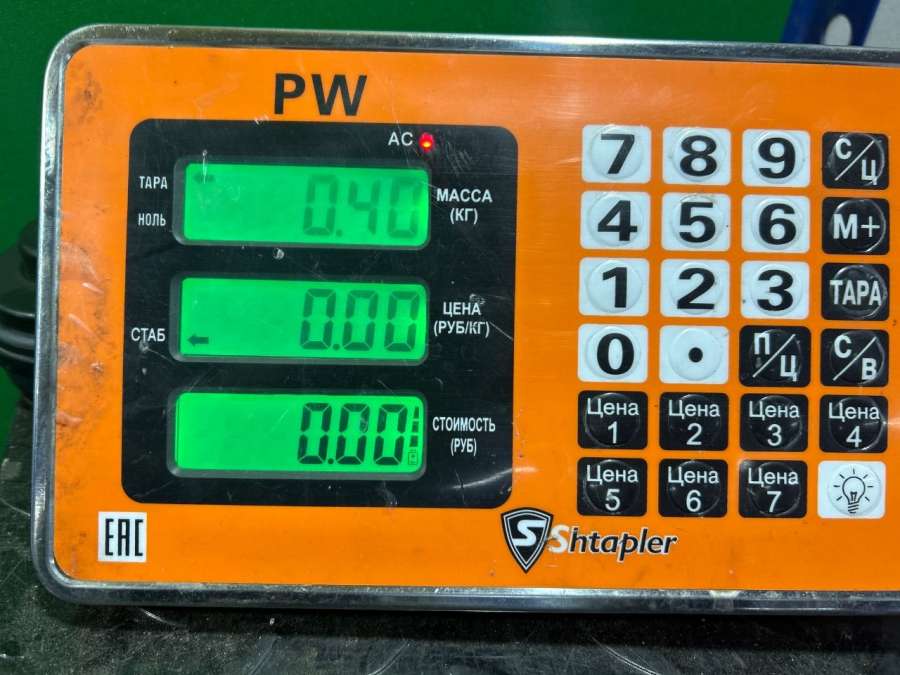 PW
AC
ТАРА
НОЛЬ
0.40
МАССА
(КГ)
СТАБ
0.00
ЦЕНА
(РУБ/КГ)
0.00
СТОИМОСТЬ
(РУБ)
EAC
Shtapler
7 8 9 С/Ц
4 5 6 М+
1 2 3 ТАРА
0 . П/Ц С/В
Цена 1 Цена 2 Цена 3 Цена 4
Цена 5 Цена 6 Цена 7